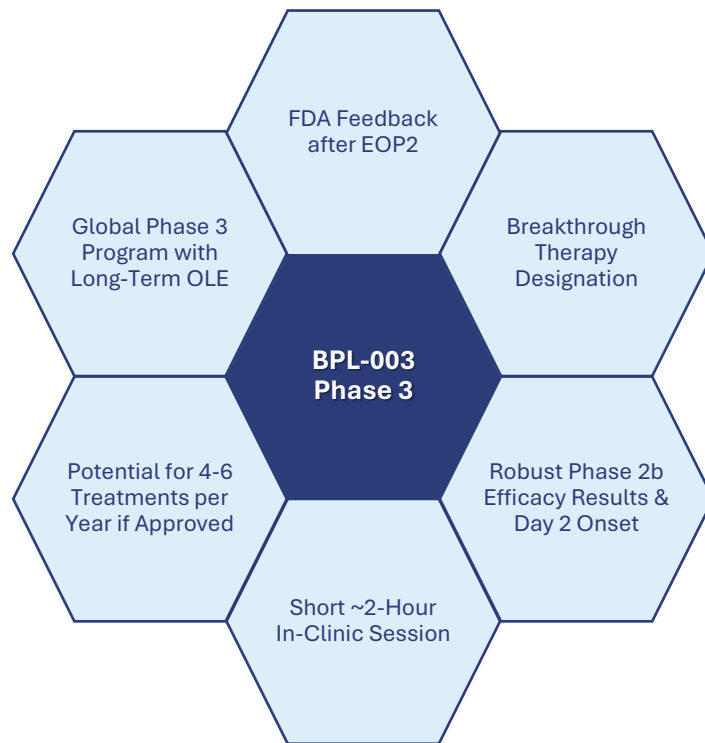 FDA Feedback
after EOP2
Global Phase 3
Program with
Long-Term OLE
Breakthrough
Therapy
Designation
BPL-003
Phase 3
Potential for 4-6
Treatments per
Year if Approved
Robust Phase 2b
Efficacy Results &
Day 2 Onset
Short ~2-Hour
In-Clinic Session